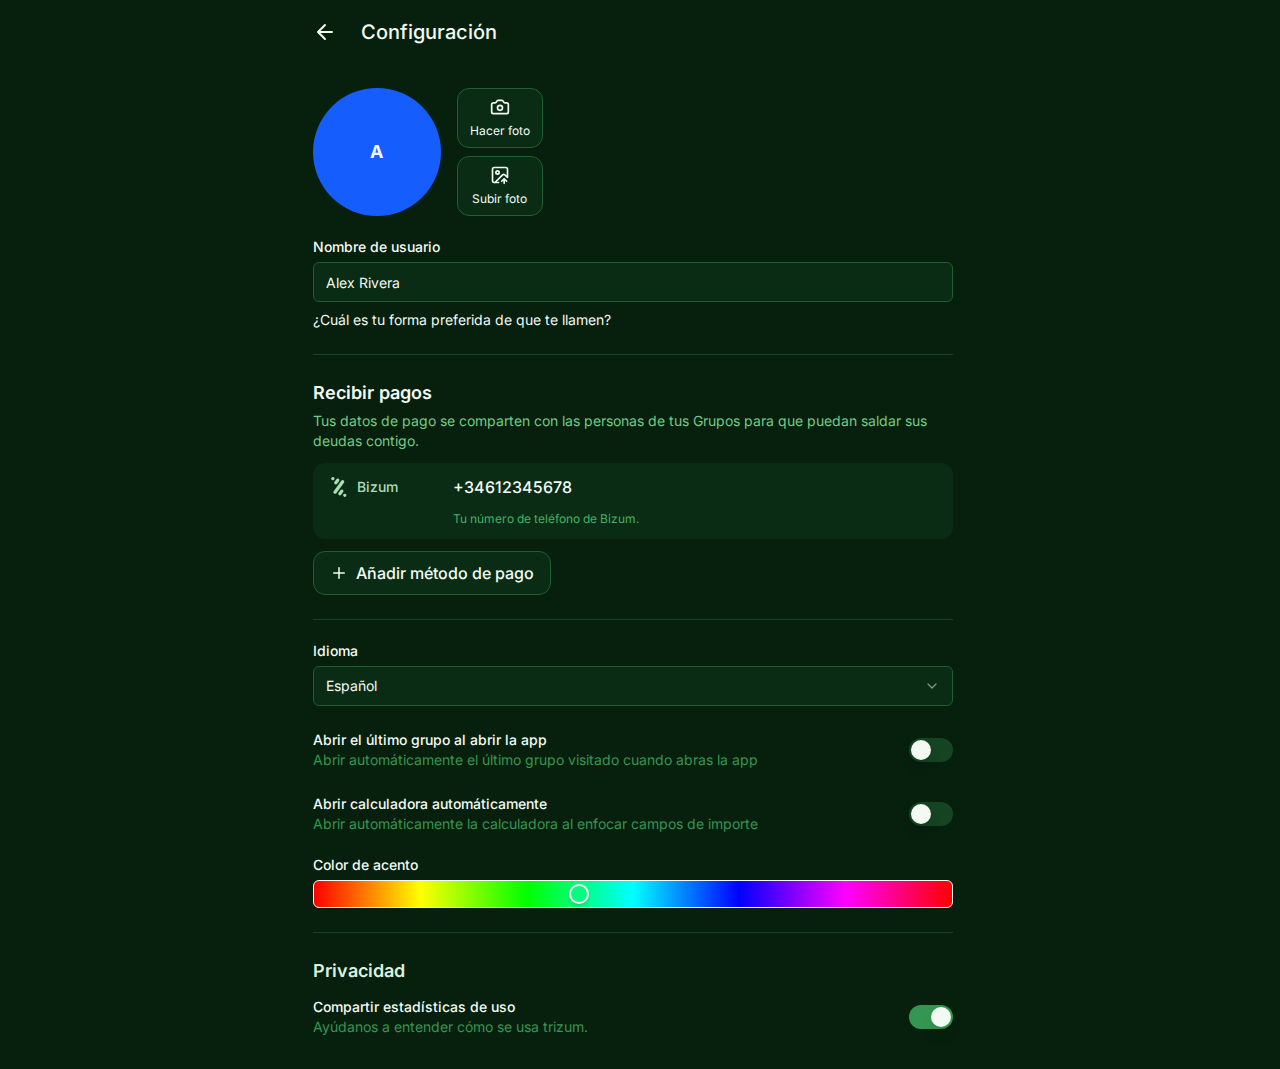 Configuración
A
Hacer foto
Subir foto
Nombre de usuario
Alex Rivera
¿Cuál es tu forma preferida de que te llamen?
Recibir pagos
Tus datos de pago se comparten con las personas de tus Grupos para que puedan saldar sus
deudas contigo.
Bizum
+34612345678
Tu número de teléfono de Bizum.
Añadir método de pago
Idioma
Español
Abrir el último grupo al abrir la app
Abrir automáticamente el último grupo visitado cuando abras la app
Abrir calculadora automáticamente
Abrir automáticamente la calculadora al enfocar campos de importe
Color de acento
Privacidad
Compartir estadísticas de uso
Ayúdanos a entender cómo se usa trizum.